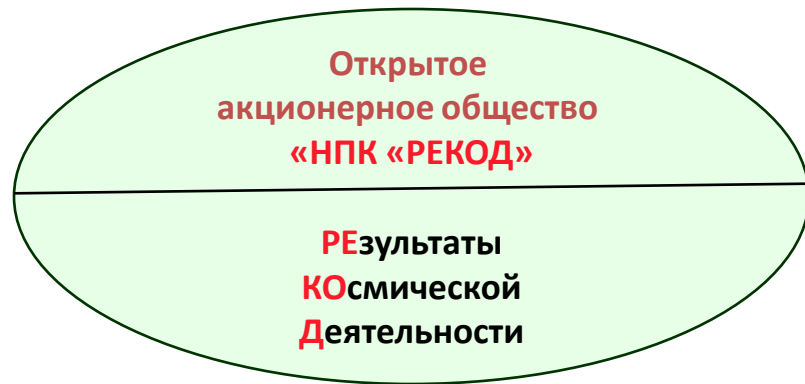 Открытое
акционерное общество
«НПК «РЕКОД»
РЕзультаты
КОсмической
Деятельности